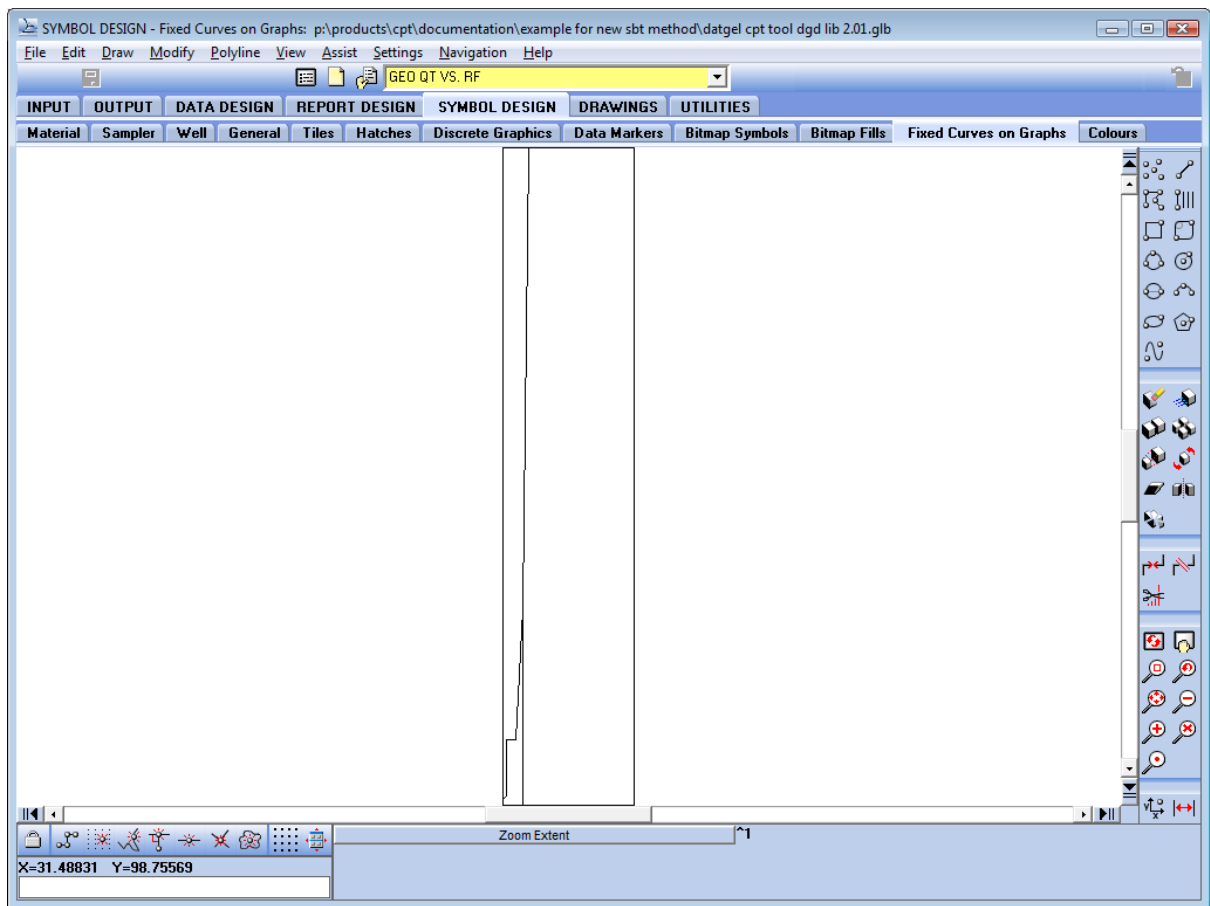 SYMBOL DESIGN - Fixed Curves on Graphs: p:\products\cpt\documentation\example for new sbt method\datgel cpt tool dgd lib 2.01.glb
File Edit Draw Modify Polyline View Assist Settings Navigation Help
GEO QT VS. RF
INPUT OUTPUT DATA DESIGN REPORT DESIGN SYMBOL DESIGN DRAWINGS UTILITIES
Material Sampler Well General Tiles Hatches Discrete Graphics Data Markers Bitmap Symbols Bitmap Fills Fixed Curves on Graphs Colours
Zoom Extent ^1
X=31.48831 Y=98.75569